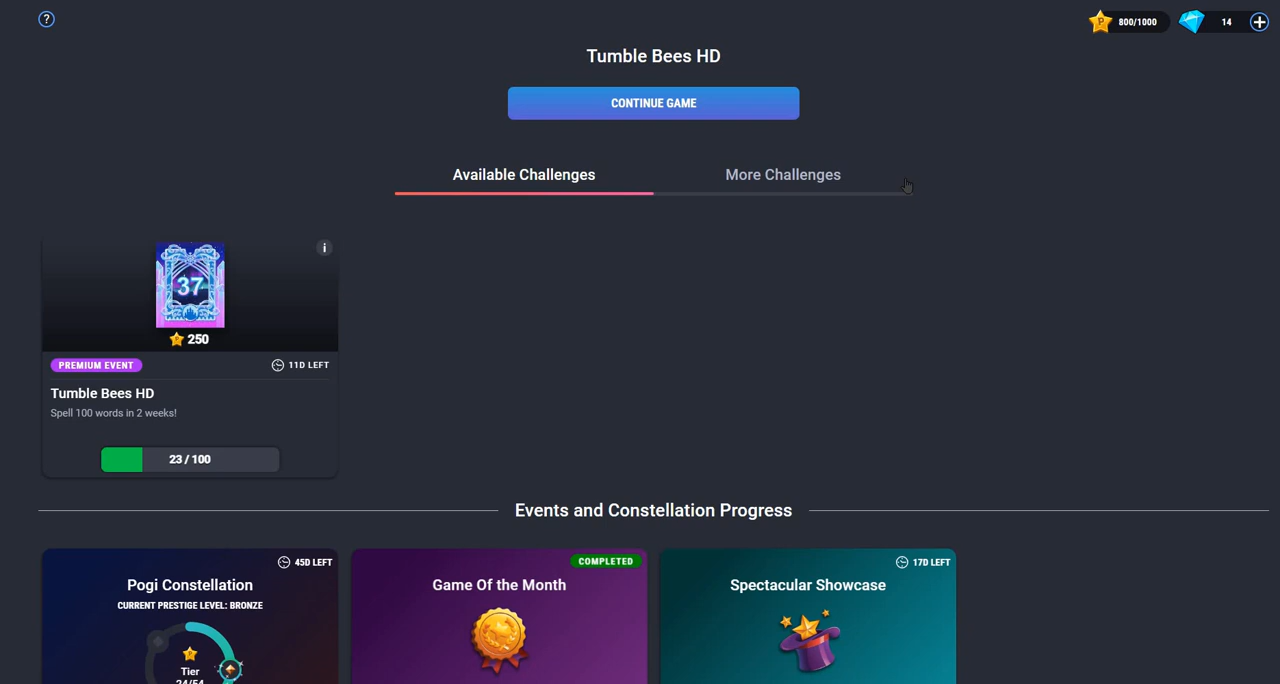 ?
P 800/1000 14 +
Tumble Bees HD
CONTINUE GAME
Available Challenges More Challenges
i
37
250
PREMIUM EVENT 11D LEFT
Tumble Bees HD
Spell 100 words in 2 weeks!
23 / 100
Events and Constellation Progress
45D LEFT
Pogi Constellation
CURRENT PRESTIGE LEVEL: BRONZE
Tier
24/54
COMPLETED
Game Of the Month
17D LEFT
Spectacular Showcase